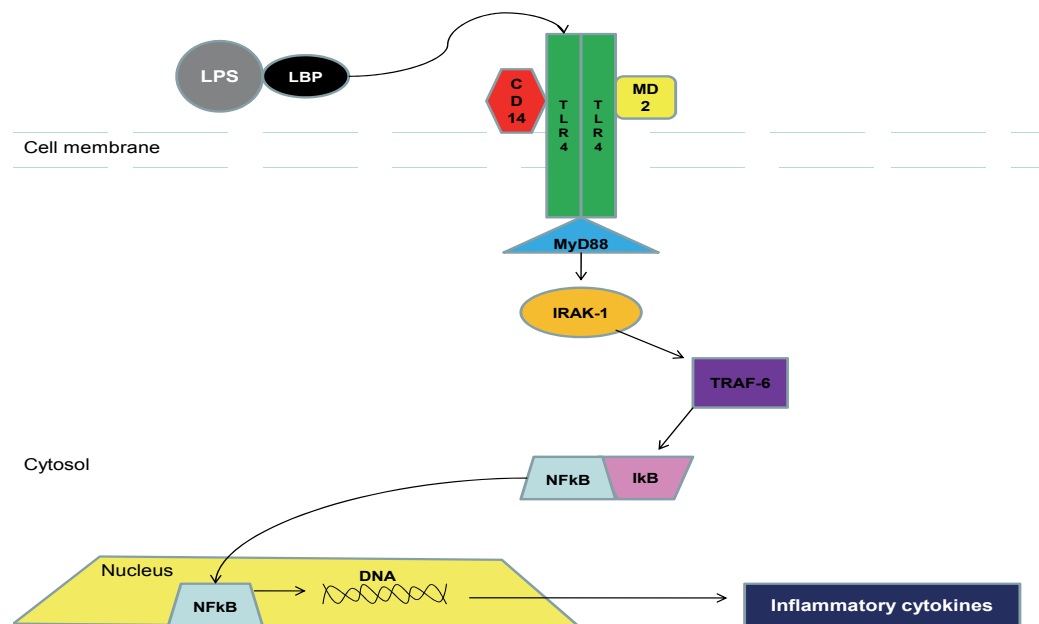 LPS
LBP
C
D
14
T
L
R
4
T
L
R
4
MD
2
Cell membrane
MyD88
IRAK-1
TRAF-6
Cytosol
NFkB
IkB
Nucleus
DNA
NFkB
Inflammatory cytokines